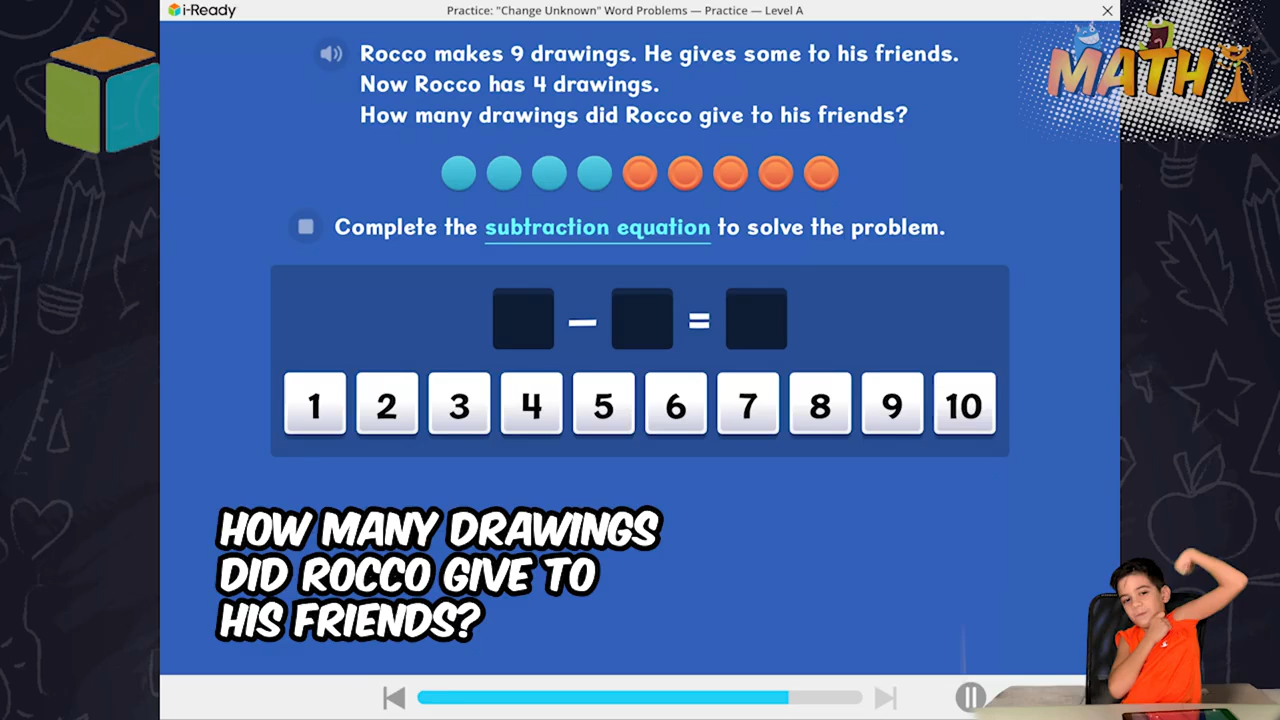 i-Ready
Practice: "Change Unknown" Word Problems — Practice — Level A
MATH
Rocco makes 9 drawings. He gives some to his friends.
Now Rocco has 4 drawings.
How many drawings did Rocco give to his friends?
Complete the subtraction equation to solve the problem.
– =
1 2 3 4 5 6 7 8 9 10
HOW MANY DRAWINGS
DID ROCCO GIVE TO
HIS FRIENDS?